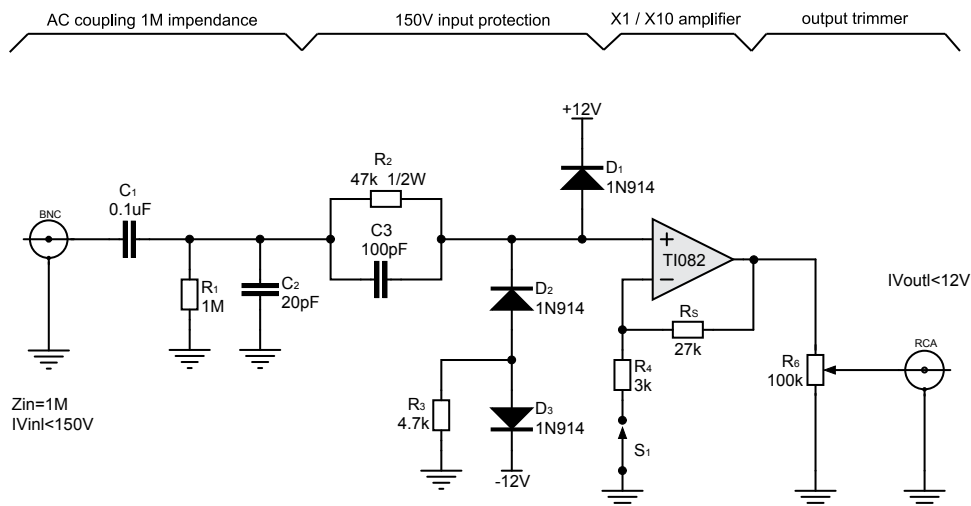 AC coupling 1M impendance
150V input protection
X1 / X10 amplifier
output trimmer
+12V
R2
47k 1/2W
D1
1N914
C1
0.1uF
BNC
C3
100pF
+
TI082
−
R1
1M
C2
20pF
D2
1N914
IVoutI<12V
RS
27k
RCA
R4
3k
R6
100k
Zin=1M
IVinI<150V
R3
4.7k
D3
1N914
S1
-12V